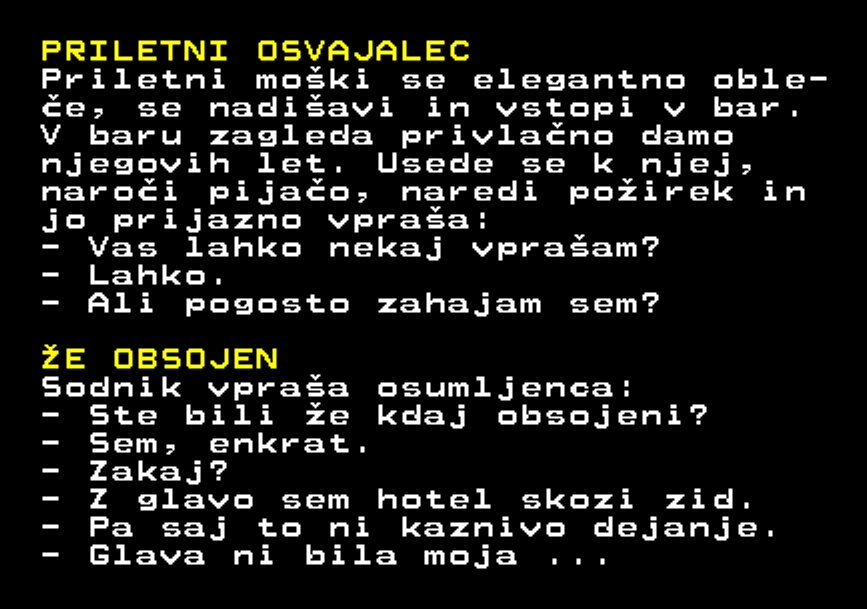 PRILETNI OSVAJALEC
Priletni moški se elegantno oble-
če, se nadišavi in vstopi v bar.
V baru zagleda privlačno damo
njegovih let. Usede se k njej,
naroči pijačo, naredi požirek in
jo prijazno vpraša:
- Vas lahko nekaj vprašam?
- Lahko.
- Ali pogosto zahajam sem?
ŽE OBSOJEN
Sodnik vpraša osumljenca:
- Ste bili že kdaj obsojeni?
- Sem, enkrat.
- Zakaj?
- Z glavo sem hotel skozi zid.
- Pa saj to ni kaznivo dejanje.
- Glava ni bila moja ...